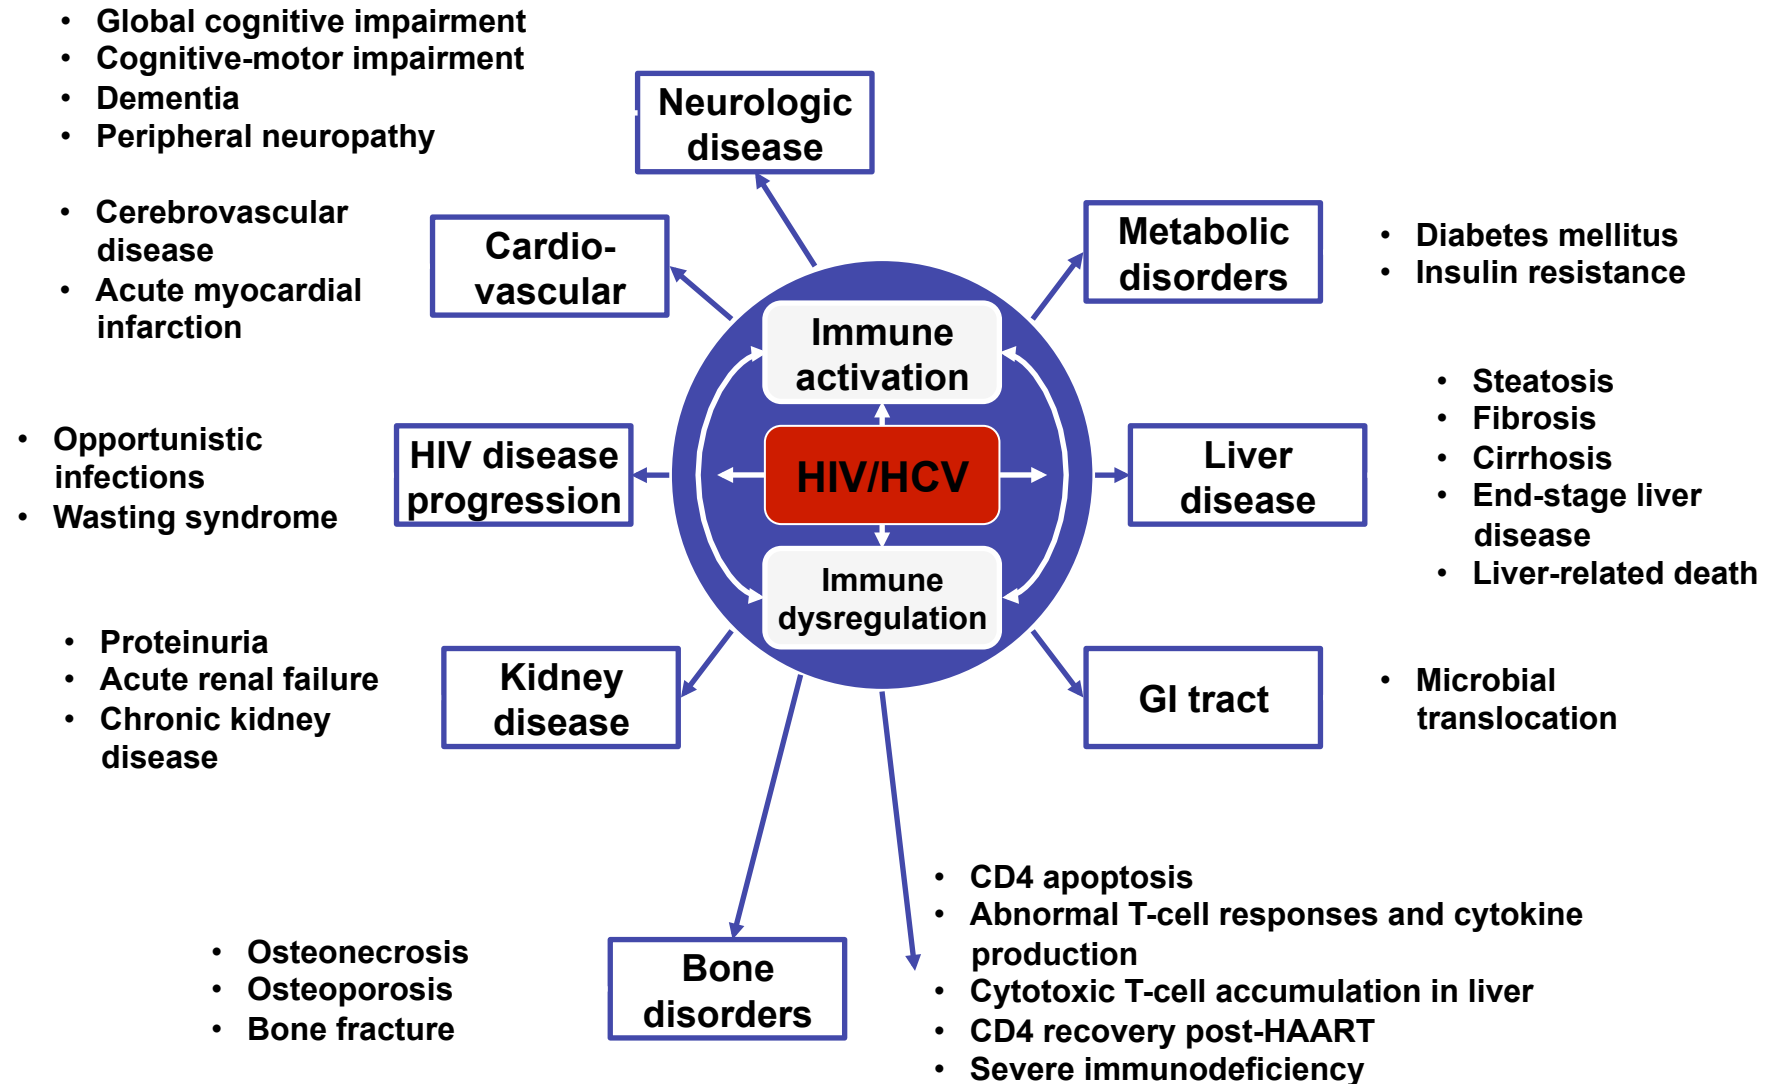 • Global cognitive impairment
• Cognitive-motor impairment
• Dementia
• Peripheral neuropathy
Neurologic
disease
• Cerebrovascular
disease
• Acute myocardial
infarction
Cardio-
vascular
Metabolic
disorders
• Diabetes mellitus
• Insulin resistance
Immune
activation
• Opportunistic
infections
• Wasting syndrome
HIV disease
progression
HIV/HCV
Liver
disease
• Steatosis
• Fibrosis
• Cirrhosis
• End-stage liver
disease
• Liver-related death
Immune
dysregulation
• Proteinuria
• Acute renal failure
• Chronic kidney
disease
Kidney
disease
GI tract
• Microbial
translocation
• Osteonecrosis
• Osteoporosis
• Bone fracture
Bone
disorders
• CD4 apoptosis
• Abnormal T-cell responses and cytokine
production
• Cytotoxic T-cell accumulation in liver
• CD4 recovery post-HAART
• Severe immunodeficiency